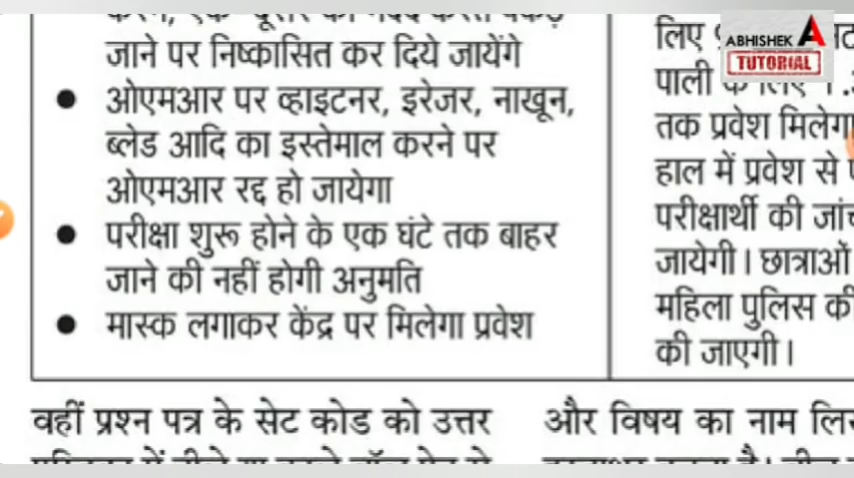 जाने पर निष्कासित कर दिये जायेंगे
● ओएमआर पर व्हाइटनर, इरेजर, नाखून,
ब्लेड आदि का इस्तेमाल करने पर
ओएमआर रद्द हो जायेगा
● परीक्षा शुरू होने के एक घंटे तक बाहर
जाने की नहीं होगी अनुमति
● मास्क लगाकर केंद्र पर मिलेगा प्रवेश
वहीं प्रश्न पत्र के सेट कोड को उत्तर
लिए
पाली के लिए
तक प्रवेश मिलेगा
हाल में प्रवेश से
परीक्षार्थी की
जायेगी। छात्राओं
महिला पुलिस की
की जाएगी।
और विषय का नाम
ABHISHEK A
TUTORIAL